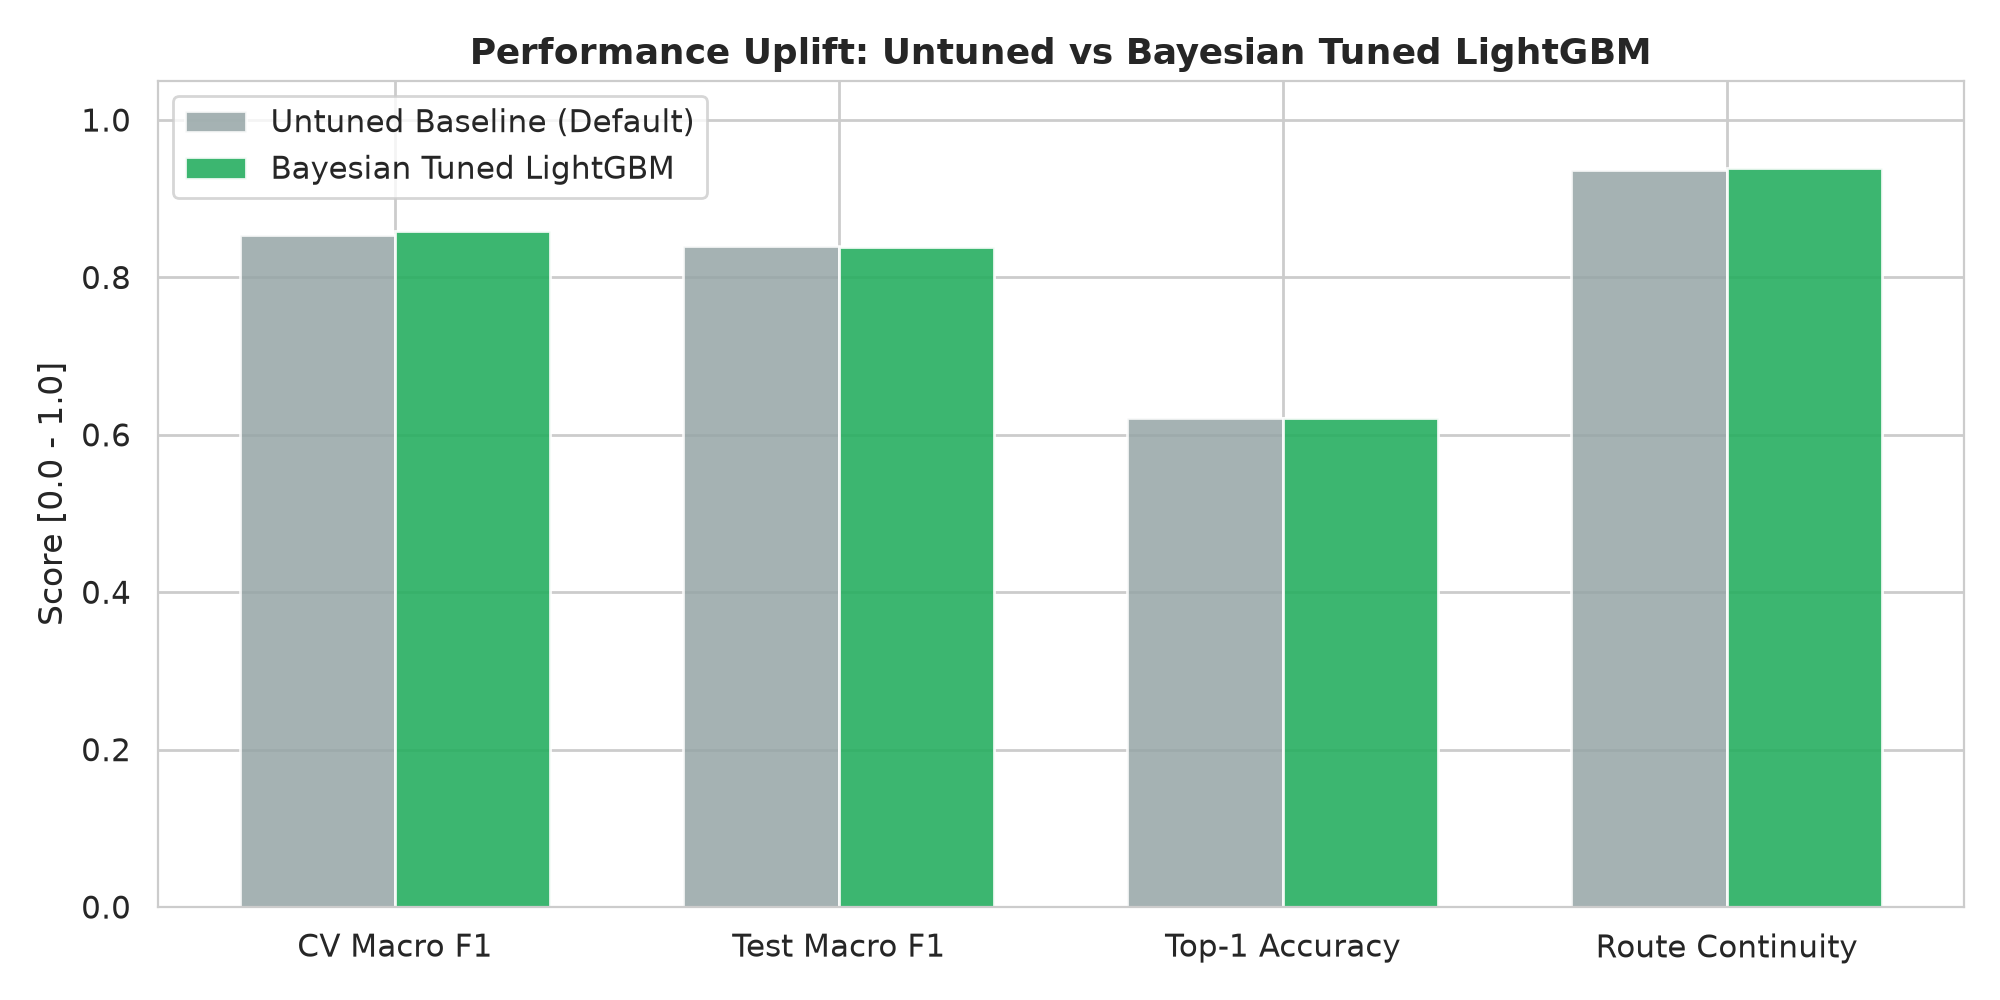 Performance Uplift: Untuned vs Bayesian Tuned LightGBM
Untuned Baseline (Default)
Bayesian Tuned LightGBM
Score [0.0 - 1.0]
1.0
0.8
0.6
0.4
0.2
0.0
CV Macro F1
Test Macro F1
Top-1 Accuracy
Route Continuity